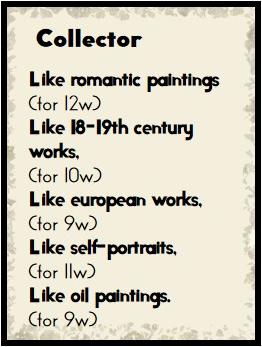 Collector
Like romantic paintings
(for 12w)
Like 18-19th century
works,
(for 10w)
Like european works,
(for 9w)
Like self-portraits,
(for 11w)
Like oil paintings.
(for 9w)